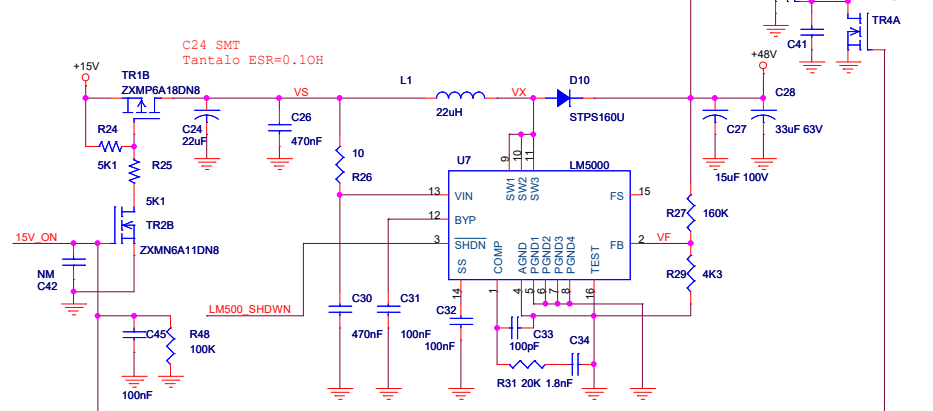 TR4A
C41
C24 SMT
Tantalo ESR=0.1OH
+15V
+48V
TR1B
ZXMP6A18DN8
VS
L1
22uH
VX
D10
STPS160U
C28
33uF 63V
C27
15uF 100V
C24
22uF
C26
470nF
R24
5K1
R25
5K1
10
R26
U7
LM5000
9
10
11
SW1
SW2
SW3
13
VIN
FS
15
12
BYP
3
SHDN
FB
2
VF
R27
160K
R29
4K3
SS
COMP
AGND
PGND1
PGND2
PGND3
PGND4
TEST
14
1
4
5
6
7
8
16
TR2B
ZXMN6A11DN8
15V_ON
NM
C42
LM500_SHDWN
C45
100nF
R48
100K
C30
470nF
C31
100nF
C32
100nF
C33
100pF
C34
1.8nF
R31 20K